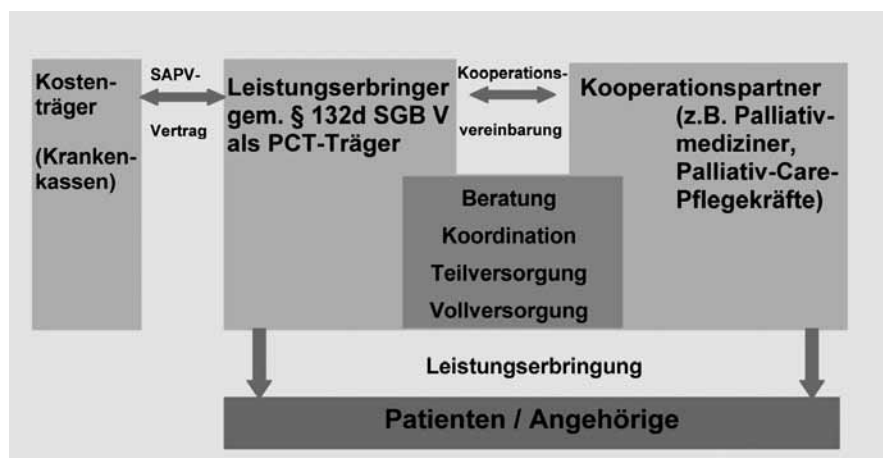 Kosten-
träger
(Kranken-
kassen)
SAPV-
Vertrag
Leistungserbringer
gem. § 132d SGB V
als PCT-Träger
Kooperations-
vereinbarung
Kooperationspartner
(z.B. Palliativ-
mediziner,
Palliativ-Care-
Pflegekräfte)
Beratung
Koordination
Teilversorgung
Vollversorgung
Leistungserbringung
Patienten / Angehörige